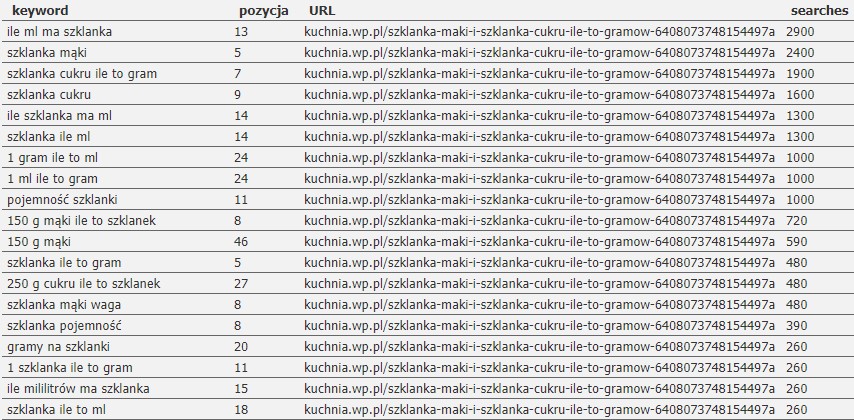 keyword pozycja URL searches
ile ml ma szklanka 13 kuchnia.wp.pl/szklanka-maki-i-szklanka-cukru-ile-to-gramow-6408073748154497a 2900
szklanka mąki 5 kuchnia.wp.pl/szklanka-maki-i-szklanka-cukru-ile-to-gramow-6408073748154497a 2400
szklanka cukru ile to gram 7 kuchnia.wp.pl/szklanka-maki-i-szklanka-cukru-ile-to-gramow-6408073748154497a 1900
szklanka cukru 9 kuchnia.wp.pl/szklanka-maki-i-szklanka-cukru-ile-to-gramow-6408073748154497a 1600
ile szklanka ma ml 14 kuchnia.wp.pl/szklanka-maki-i-szklanka-cukru-ile-to-gramow-6408073748154497a 1300
szklanka ile ml 14 kuchnia.wp.pl/szklanka-maki-i-szklanka-cukru-ile-to-gramow-6408073748154497a 1300
1 gram ile to ml 24 kuchnia.wp.pl/szklanka-maki-i-szklanka-cukru-ile-to-gramow-6408073748154497a 1000
1 ml ile to gram 24 kuchnia.wp.pl/szklanka-maki-i-szklanka-cukru-ile-to-gramow-6408073748154497a 1000
pojemność szklanki 11 kuchnia.wp.pl/szklanka-maki-i-szklanka-cukru-ile-to-gramow-6408073748154497a 1000
150 g mąki ile to szklanek 8 kuchnia.wp.pl/szklanka-maki-i-szklanka-cukru-ile-to-gramow-6408073748154497a 720
150 g mąki 46 kuchnia.wp.pl/szklanka-maki-i-szklanka-cukru-ile-to-gramow-6408073748154497a 590
szklanka ile to gram 5 kuchnia.wp.pl/szklanka-maki-i-szklanka-cukru-ile-to-gramow-6408073748154497a 480
250 g cukru ile to szklanek 27 kuchnia.wp.pl/szklanka-maki-i-szklanka-cukru-ile-to-gramow-6408073748154497a 480
szklanka mąki waga 8 kuchnia.wp.pl/szklanka-maki-i-szklanka-cukru-ile-to-gramow-6408073748154497a 480
szklanka pojemność 8 kuchnia.wp.pl/szklanka-maki-i-szklanka-cukru-ile-to-gramow-6408073748154497a 390
gramy na szklanki 20 kuchnia.wp.pl/szklanka-maki-i-szklanka-cukru-ile-to-gramow-6408073748154497a 260
1 szklanka ile to gram 11 kuchnia.wp.pl/szklanka-maki-i-szklanka-cukru-ile-to-gramow-6408073748154497a 260
ile mililitrów ma szklanka 15 kuchnia.wp.pl/szklanka-maki-i-szklanka-cukru-ile-to-gramow-6408073748154497a 260
szklanka ile to ml 18 kuchnia.wp.pl/szklanka-maki-i-szklanka-cukru-ile-to-gramow-6408073748154497a 260